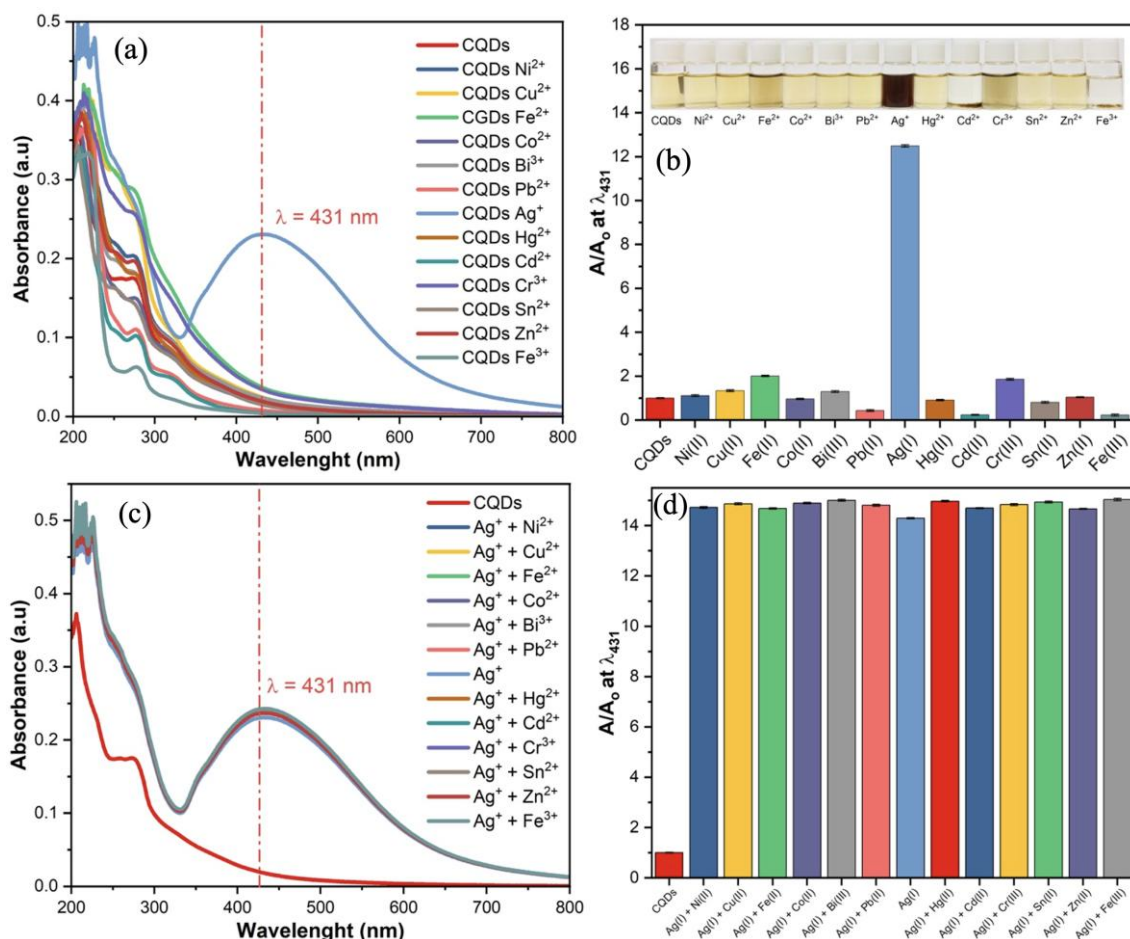 (a)
CQDs
CQDs Ni²⁺
CQDs Cu²⁺
CGDs Fe²⁺
CQDs Co²⁺
CQDs Bi³⁺
CQDs Pb²⁺
CQDs Ag⁺
CQDs Hg²⁺
CQDs Cd²⁺
CQDs Cr³⁺
CQDs Sn²⁺
CQDs Zn²⁺
CQDs Fe³⁺
λ = 431 nm
Absorbance (a.u)
0.5
0.4
0.3
0.2
0.1
0.0
200 300 400 500 600 700 800
Wavelenght (nm)
(b)
CQDs Ni²⁺ Cu²⁺ Fe²⁺ Co²⁺ Bi³⁺ Pb²⁺ Ag⁺ Hg²⁺ Cd²⁺ Cr³⁺ Sn²⁺ Zn²⁺ Fe³⁺
A/Aₒ at λ₄₃₁
18
16
14
12
10
8
6
4
2
0
CQDs
Ni(II)
Cu(II)
Fe(II)
Co(II)
Bi(III)
Pb(II)
Ag(I)
Hg(II)
Cd(II)
Cr(III)
Sn(II)
Zn(II)
Fe(III)
(c)
CQDs
Ag⁺ + Ni²⁺
Ag⁺ + Cu²⁺
Ag⁺ + Fe²⁺
Ag⁺ + Co²⁺
Ag⁺ + Bi³⁺
Ag⁺ + Pb²⁺
Ag⁺
Ag⁺ + Hg²⁺
Ag⁺ + Cd²⁺
Ag⁺ + Cr³⁺
Ag⁺ + Sn²⁺
Ag⁺ + Zn²⁺
Ag⁺ + Fe³⁺
λ = 431 nm
Absorbance (a.u)
0.5
0.4
0.3
0.2
0.1
0.0
200 300 400 500 600 700 800
Wavelenght (nm)
(d)
A/Aₒ at λ₄₃₁
18
16
14
12
10
8
6
4
2
0
CQDs
Ag(I) + Ni(II)
Ag(I) + Cu(II)
Ag(I) + Fe(II)
Ag(I) + Co(II)
Ag(I) + Bi(III)
Ag(I) + Pb(II)
Ag(I)
Ag(I) + Hg(II)
Ag(I) + Cd(II)
Ag(I) + Cr(III)
Ag(I) + Sn(II)
Ag(I) + Zn(II)
Ag(I) + Fe(III)